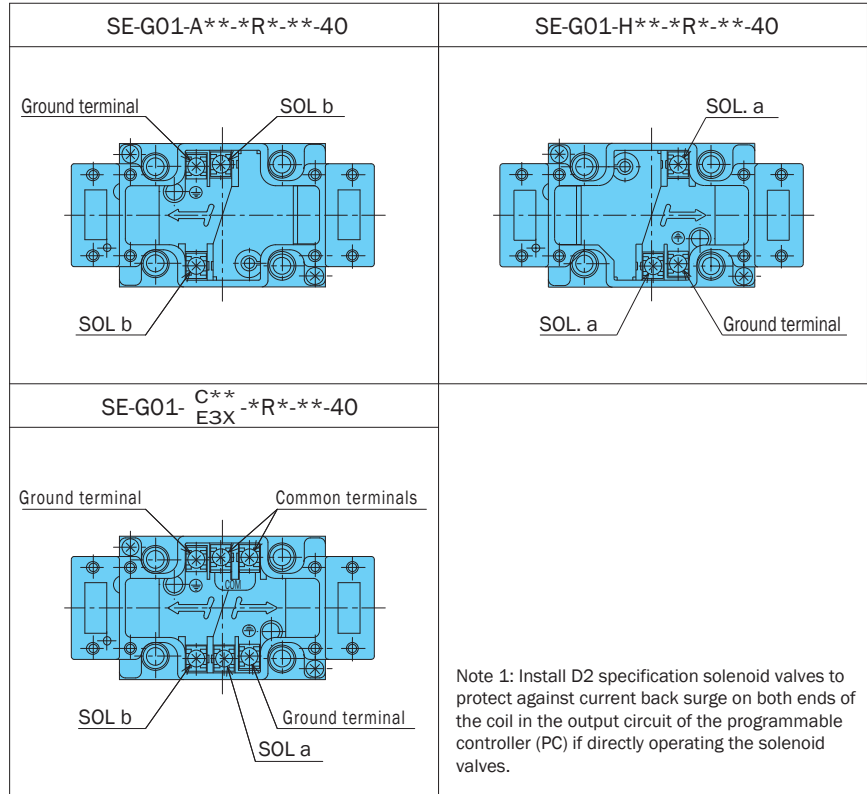 SE-G01-A**-*R*-**-40
Ground terminal
SOL b
SOL b
SE-G01-H**-*R*-**-40
SOL. a
SOL. a
Ground terminal
SE-G01- C** -*R*-**-40
E3X
Ground terminal
Common terminals
COM
SOL b
Ground terminal
SOL a
Note 1: Install D2 specification solenoid valves to
protect against current back surge on both ends of
the coil in the output circuit of the programmable
controller (PC) if directly operating the solenoid
valves.